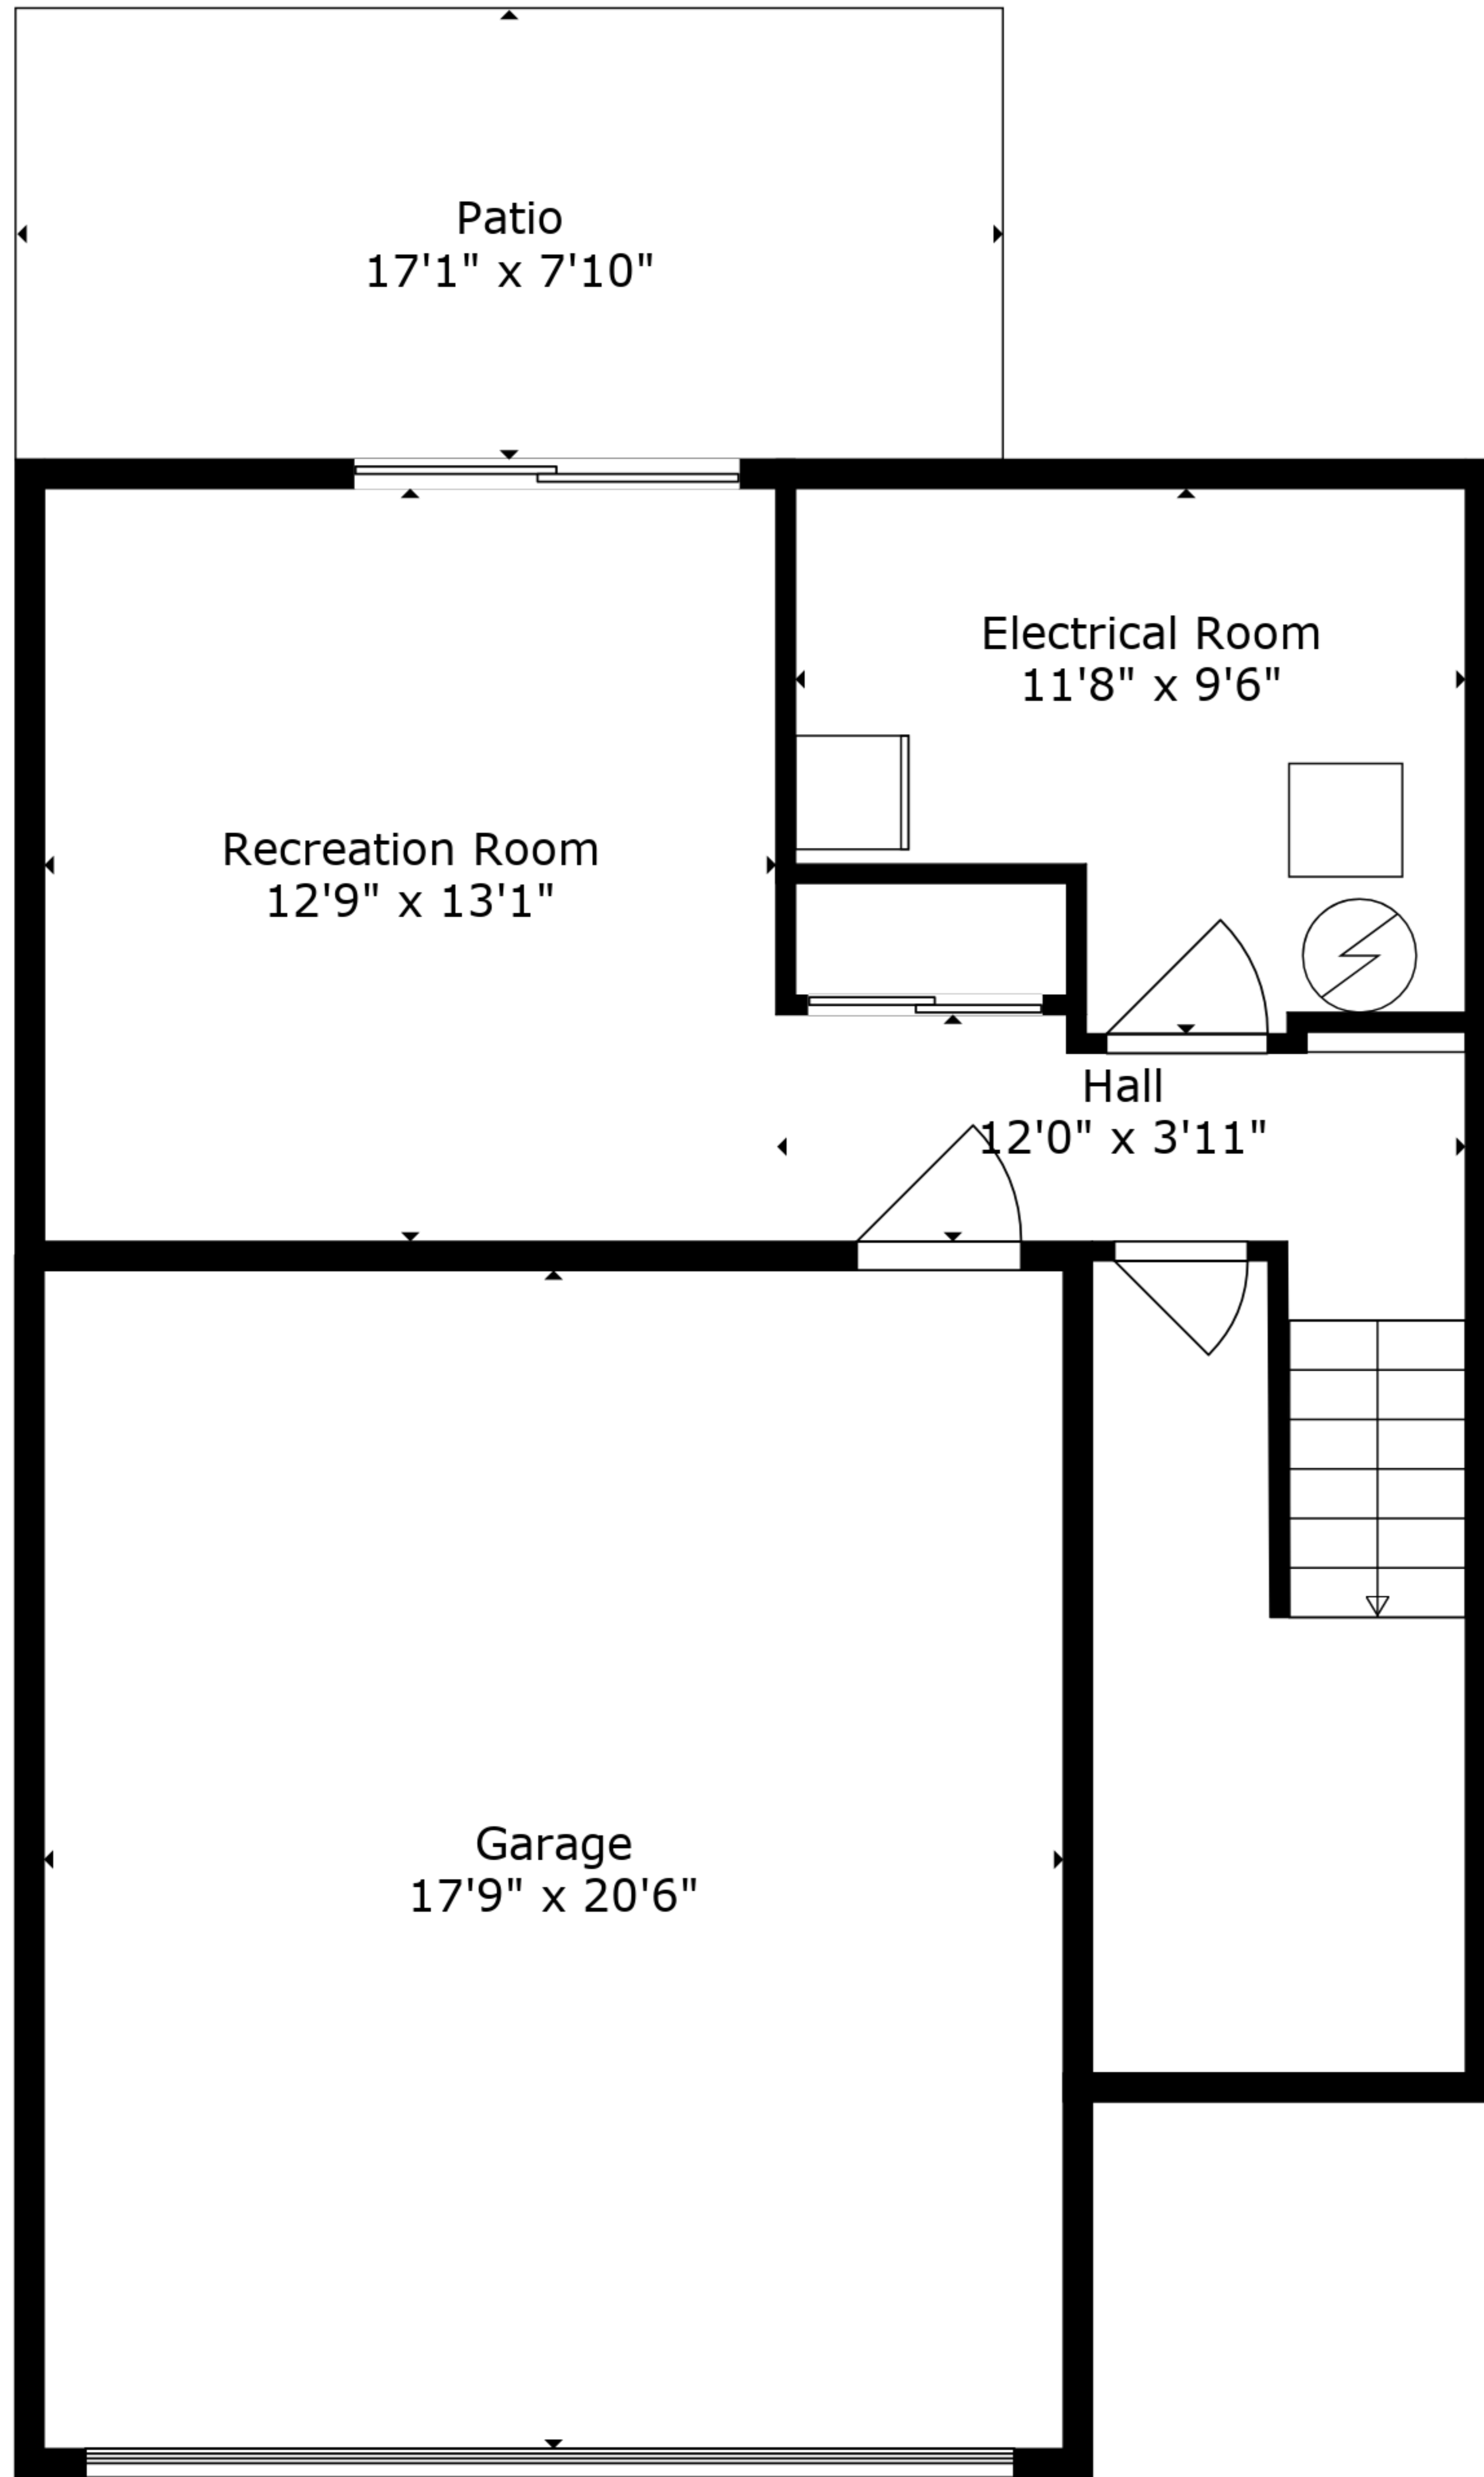 Patio
17'1" x 7'10"
Electrical Room
11'8" x 9'6"
Recreation Room
12'9" x 13'1"
Hall
12'0" x 3'11"
Garage
17'9" x 20'6"